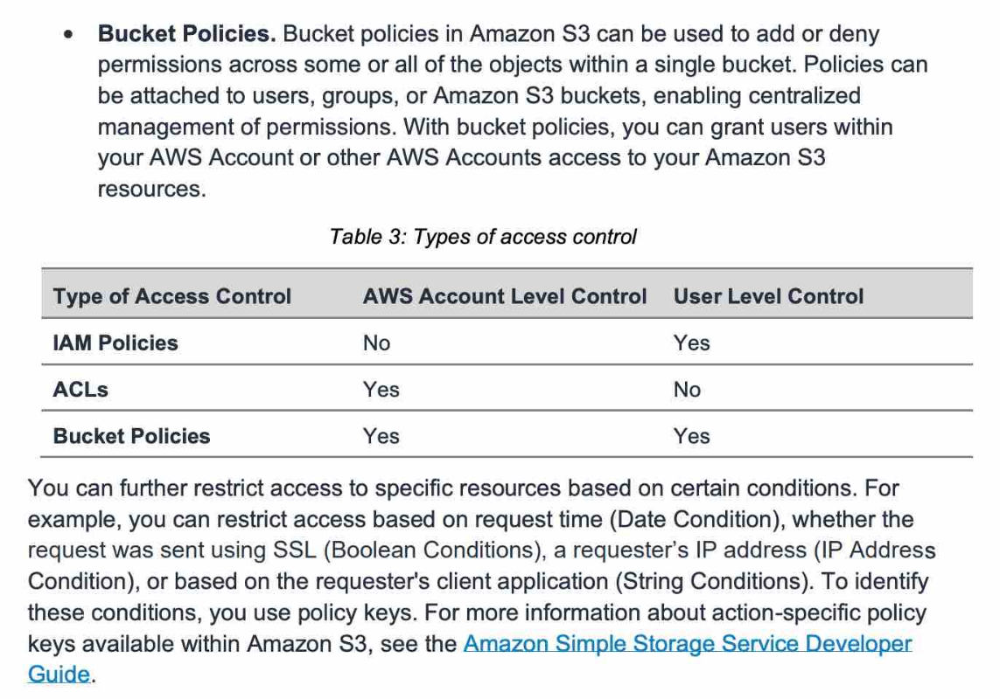 • Bucket Policies. Bucket policies in Amazon S3 can be used to add or deny
permissions across some or all of the objects within a single bucket. Policies can
be attached to users, groups, or Amazon S3 buckets, enabling centralized
management of permissions. With bucket policies, you can grant users within
your AWS Account or other AWS Accounts access to your Amazon S3
resources.
Table 3: Types of access control
Type of Access Control AWS Account Level Control User Level Control
IAM Policies No Yes
ACLs Yes No
Bucket Policies Yes Yes
You can further restrict access to specific resources based on certain conditions. For
example, you can restrict access based on request time (Date Condition), whether the
request was sent using SSL (Boolean Conditions), a requester’s IP address (IP Address
Condition), or based on the requester's client application (String Conditions). To identify
these conditions, you use policy keys. For more information about action-specific policy
keys available within Amazon S3, see the Amazon Simple Storage Service Developer
Guide.